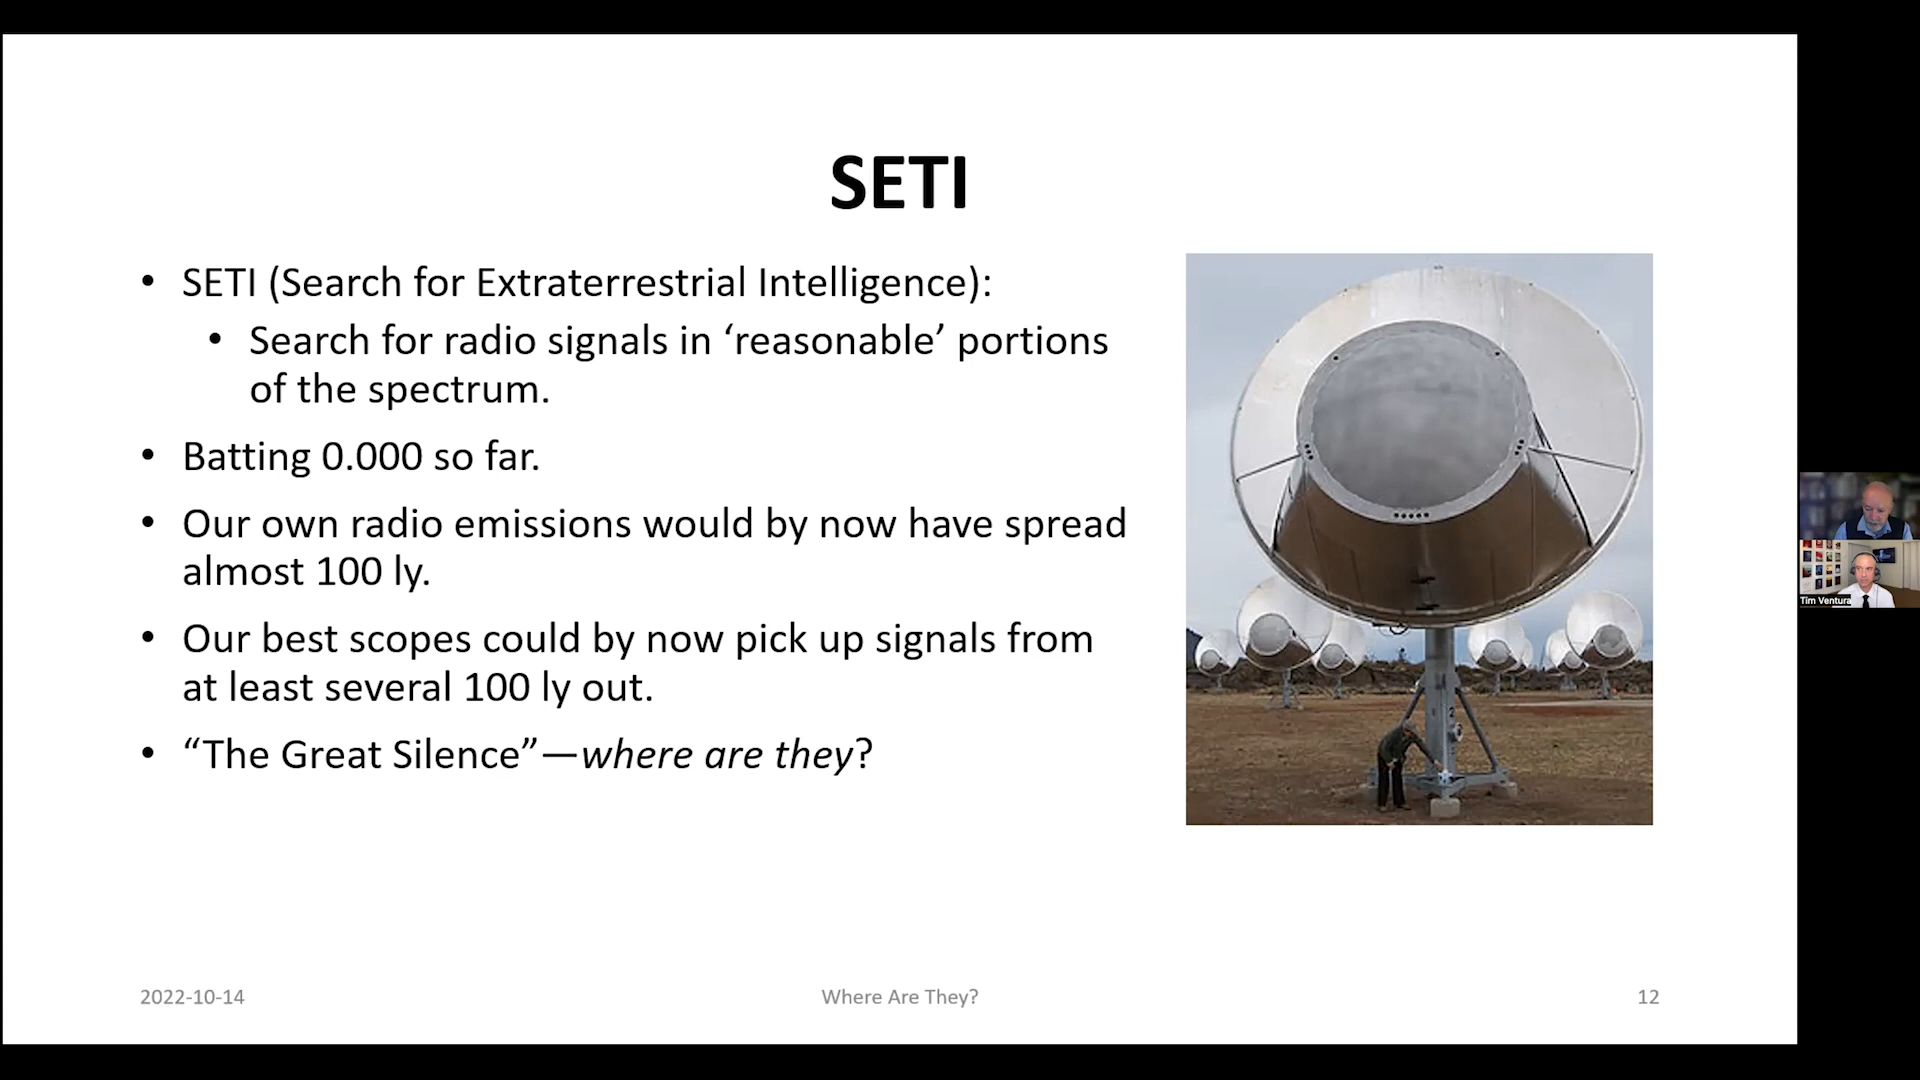 SETI
• SETI (Search for Extraterrestrial Intelligence):
• Search for radio signals in ‘reasonable’ portions
of the spectrum.
• Batting 0.000 so far.
• Our own radio emissions would by now have spread
almost 100 ly.
• Our best scopes could by now pick up signals from
at least several 100 ly out.
• “The Great Silence”—where are they?
Tim Ventura
2022-10-14
Where Are They?
12